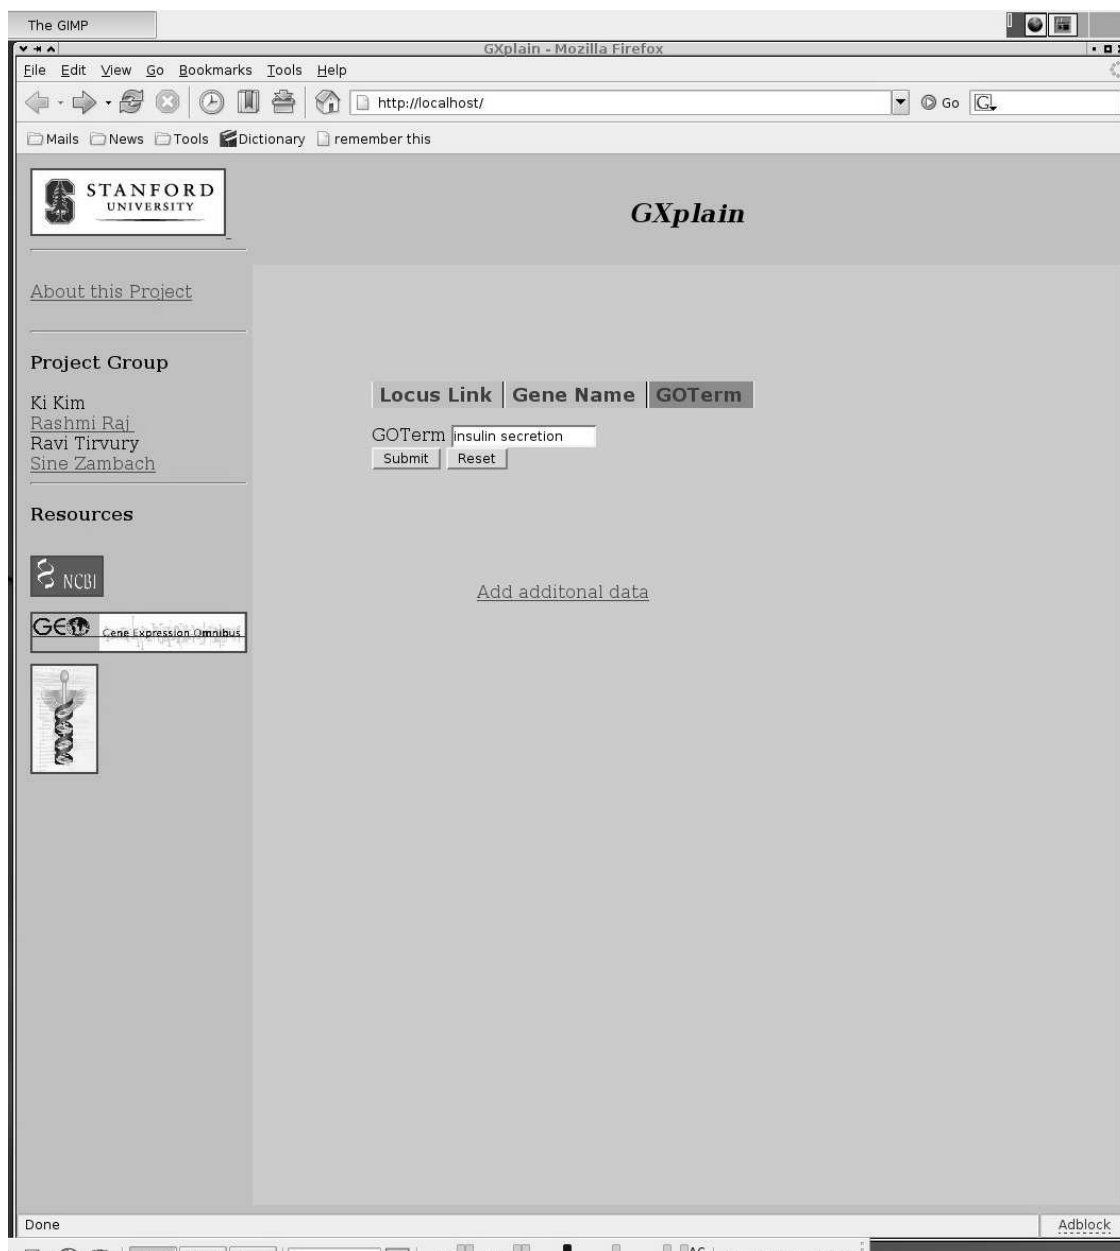 The GIMP
GXplain - Mozilla Firefox
File Edit View Go Bookmarks Tools Help
http://localhost/ Go G
Mails News Tools Dictionary remember this
STANFORD
UNIVERSITY
GXplain
About this Project
Project Group
Ki Kim
Rashmi Raj
Ravi Tirvury
Sine Zambach
Resources
NCBI
GEO Gene Expression Omnibus
Locus Link Gene Name GOTerm
GOTerm insulin secretion
Submit Reset
Add additonal data
Done Adblock